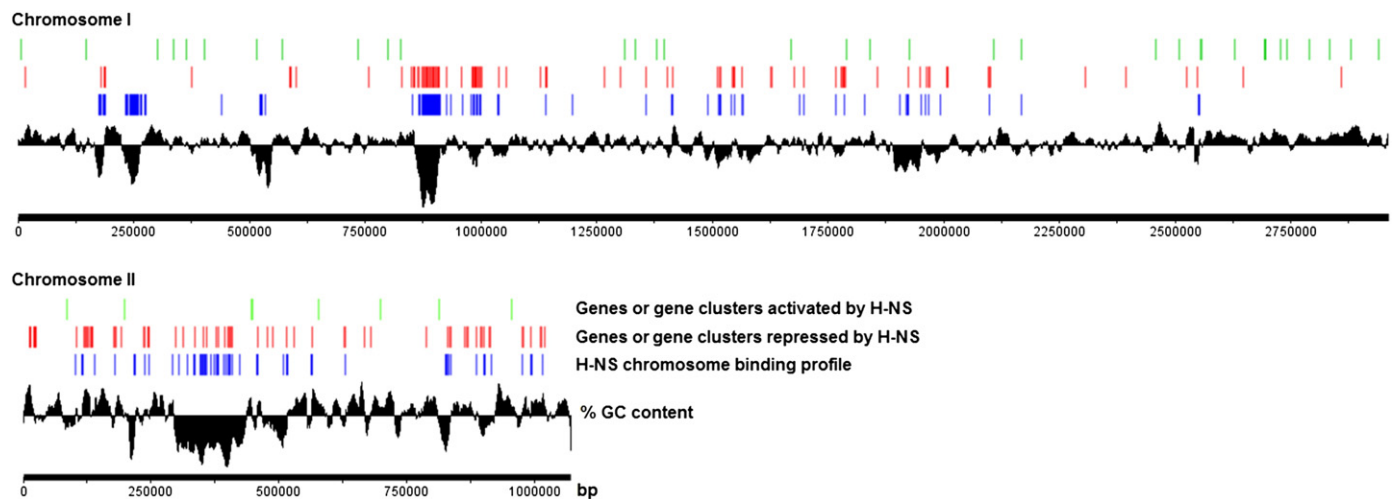 Chromosome I
0 250000 500000 750000 1000000 1250000 1500000 1750000 2000000 2250000 2500000 2750000
Chromosome II
Genes or gene clusters activated by H-NS
Genes or gene clusters repressed by H-NS
H-NS chromosome binding profile
% GC content
0 250000 500000 750000 1000000 bp